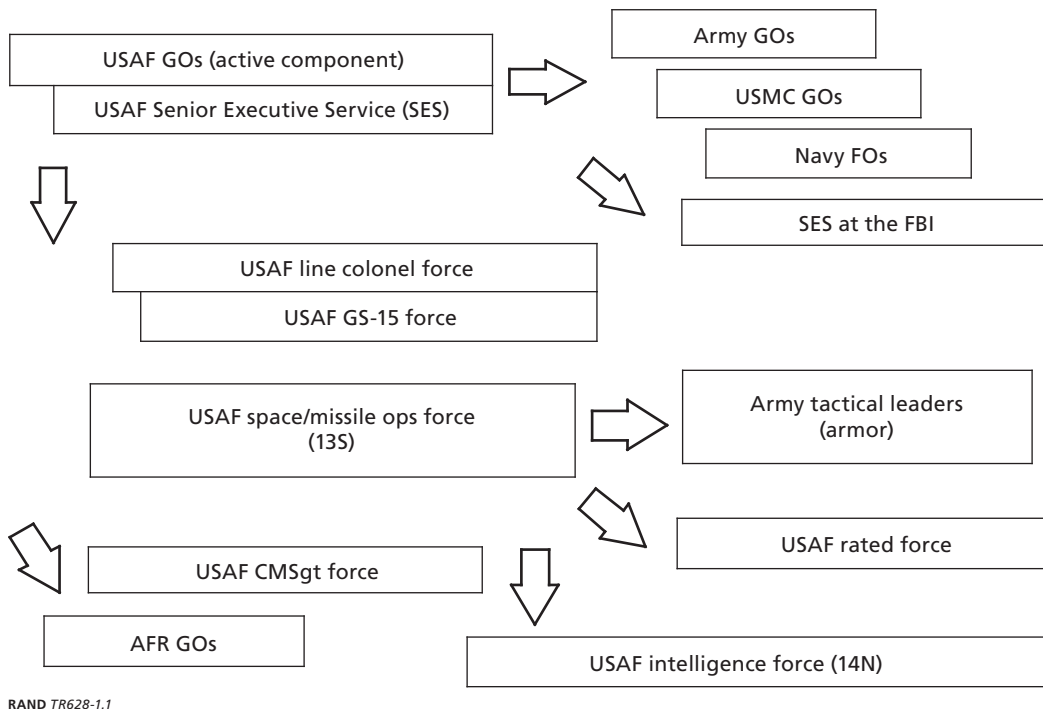 USAF GOs (active component)
USAF Senior Executive Service (SES)
Army GOs
USMC GOs
Navy FOs
SES at the FBI
USAF line colonel force
USAF GS-15 force
USAF space/missile ops force
(13S)
Army tactical leaders
(armor)
USAF rated force
USAF CMSgt force
AFR GOs
USAF intelligence force (14N)
RAND TR628-1.1